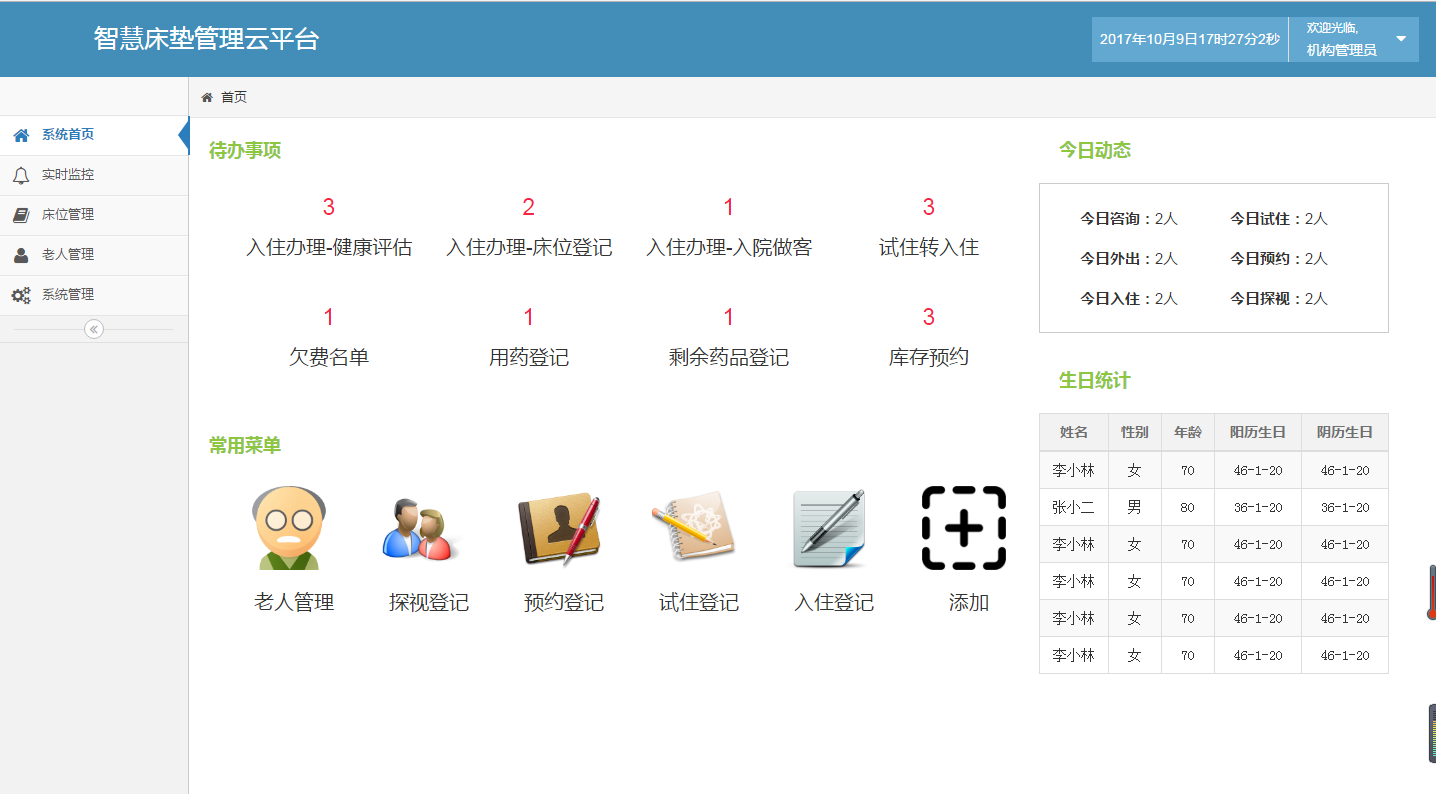 智慧床垫管理云平台
2017年10月9日17时27分2秒
欢迎光临,
机构管理员
首页
系统首页
实时监控
床位管理
老人管理
系统管理
待办事项
3 2 1 3
入住办理-健康评估 入住办理-床位登记 入住办理-入院做客 试住转入住
1 1 1 3
欠费名单 用药登记 剩余药品登记 库存预约
常用菜单
老人管理 探视登记 预约登记 试住登记 入住登记 添加
今日动态
今日咨询：2人 今日试住：2人
今日外出：2人 今日预约：2人
今日入住：2人 今日探视：2人
生日统计
姓名 性别 年龄 阳历生日 阴历生日
李小林 女 70 46-1-20 46-1-20
张小二 男 80 36-1-20 36-1-20
李小林 女 70 46-1-20 46-1-20
李小林 女 70 46-1-20 46-1-20
李小林 女 70 46-1-20 46-1-20
李小林 女 70 46-1-20 46-1-20